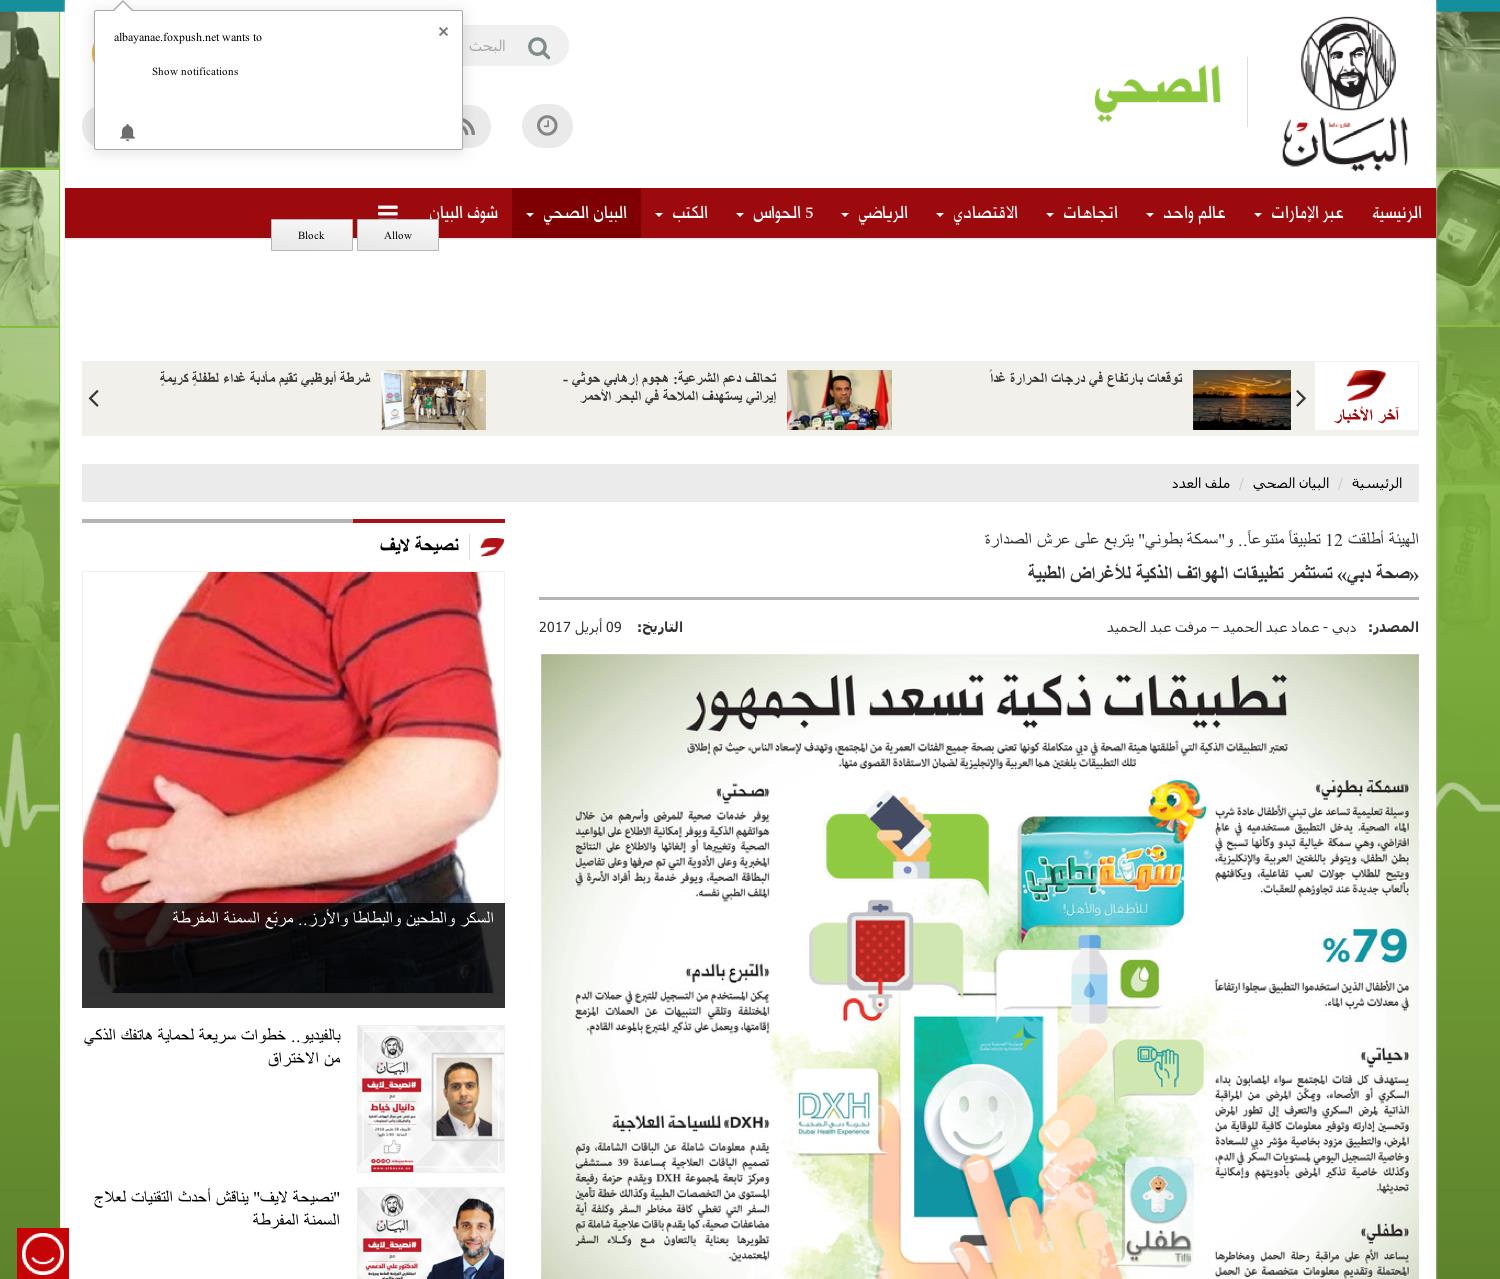 albayanae.foxpush.net wants to
Show notifications
Block
Allow
البحث
الصحي
البيان
الرئيسية
عبر الإمارات
عالم واحد
اتجاهات
الاقتصادي
الرياضي
5 الحواس
الكتب
البيان الصحي
شوف البيان
آخر الأخبار
توقعات بارتفاع في درجات الحرارة غداً
تحالف دعم الشرعية: هجوم إرهابي حوثي -
إيراني يستهدف الملاحة في البحر الأحمر
شرطة أبوظبي تقيم مأدبة غداء لطفلةٍ كريمةٍ
الرئيسية / البيان الصحي / ملف العدد
الهيئة أطلقت 12 تطبيقاً متنوعاً.. و"سمكة بطوني" يتربع على عرش الصدارة
«صحة دبي» تستثمر تطبيقات الهواتف الذكية للأغراض الطبية
المصدر: دبي - عماد عبد الحميد – مرفت عبد الحميد
التاريخ: 09 أبريل 2017
تطبيقات ذكية تسعد الجمهور
تعتبر التطبيقات الذكية التي أطلقتها هيئة الصحة في دبي متكاملة كونها تعنى بصحة جميع الفئات العمرية من المجتمع، وتهدف لإسعاد الناس، حيث تم إطلاق
تلك التطبيقات بلغتين هما العربية والإنجليزية لضمان الاستفادة القصوى منها.
«سمكة بطوني»
وسيلة تعليمية تساعد على تبني الأطفال عادة شرب
الماء الصحية. يدخل التطبيق مستخدميه في عالم
افتراضي، وهي سمكة خيالية تبدو وكأنها تسبح في
بطن الطفل، ويتوفر باللغتين العربية والإنكليزية،
ويتيح للطلاب جولات لعب تفاعلية، ويكافئهم
بألعاب جديدة عند تجاوزهم للعقبات.
%79
من الأطفال الذين استخدموا التطبيق سجلوا ارتفاعاً
في معدلات شرب الماء.
«حياتي»
يستهدف كل فئات المجتمع سواء المصابون بداء
السكري أو الأصحاء، ويمكّن المرضى من المراقبة
الذاتية لمرض السكري والتعرف إلى تطور المرض
وتحسين إدارته وتوفير معلومات كافية للوقاية من
المرض، والتطبيق مزود بخاصية مؤشر دبي للسعادة
وخاصية التسجيل اليومي لمستويات السكر في الدم،
وكذلك خاصية تذكير المرضى بأدويتهم وإمكانية
تحديثها.
«طفلي»
يساعد الأم على مراقبة رحلة الحمل ومخاطرها
المحتملة وتقديم معلومات متخصصة عن الحمل
سمكة بطوني
للأطفال والأهل!
DXH
Dubai Health Experience
طفلي
Tifli
«صحتي»
يوفر خدمات صحية للمرضى وأسرهم من خلال
هواتفهم الذكية ويوفر إمكانية الاطلاع على المواعيد
الصحية وتغييرها أو إلغائها والاطلاع على النتائج
المخبرية وعلى الأدوية التي تم صرفها وعلى تفاصيل
البطاقة الصحية، ويوفر خدمة ربط أفراد الأسرة في
الملف الطبي نفسه.
«التبرع بالدم»
يمكن المستخدم من التسجيل للتبرع في حملات الدم
المختلفة وتلقي التنبيهات عن الحملات المزمع
إقامتها، ويعمل على تذكير المتبرع بالموعد القادم.
«DXH» للسياحة العلاجية
يقدم معلومات شاملة عن الباقات الشاملة، وتم
تصميم الباقات العلاجية بمساعدة 39 مستشفى
ومركز تابعة لمجموعة DXH ويقدم حزمة رفيعة
المستوى من التخصصات الطبية وكذالك خطة تأمين
السفر التي تغطي كافة مخاطر السفر وكلفة أية
مضاعفات صحية، كما يقدم باقات علاجية شاملة تم
تطويرها بعناية بالتعاون مع وكلاء السفر
المعتمدين.
نصيحة لايف
السكر والطحين والبطاطا والأرز.. مربّع السمنة المفرطة
بالفيديو.. خطوات سريعة لحماية هاتفك الذكي
من الاختراق
البيان
#نصيحة_لايف
دانيال خياط
"نصيحة لايف" يناقش أحدث التقنيات لعلاج
السمنة المفرطة
البيان
#نصيحة_لايف
الدكتور علي الدعمي